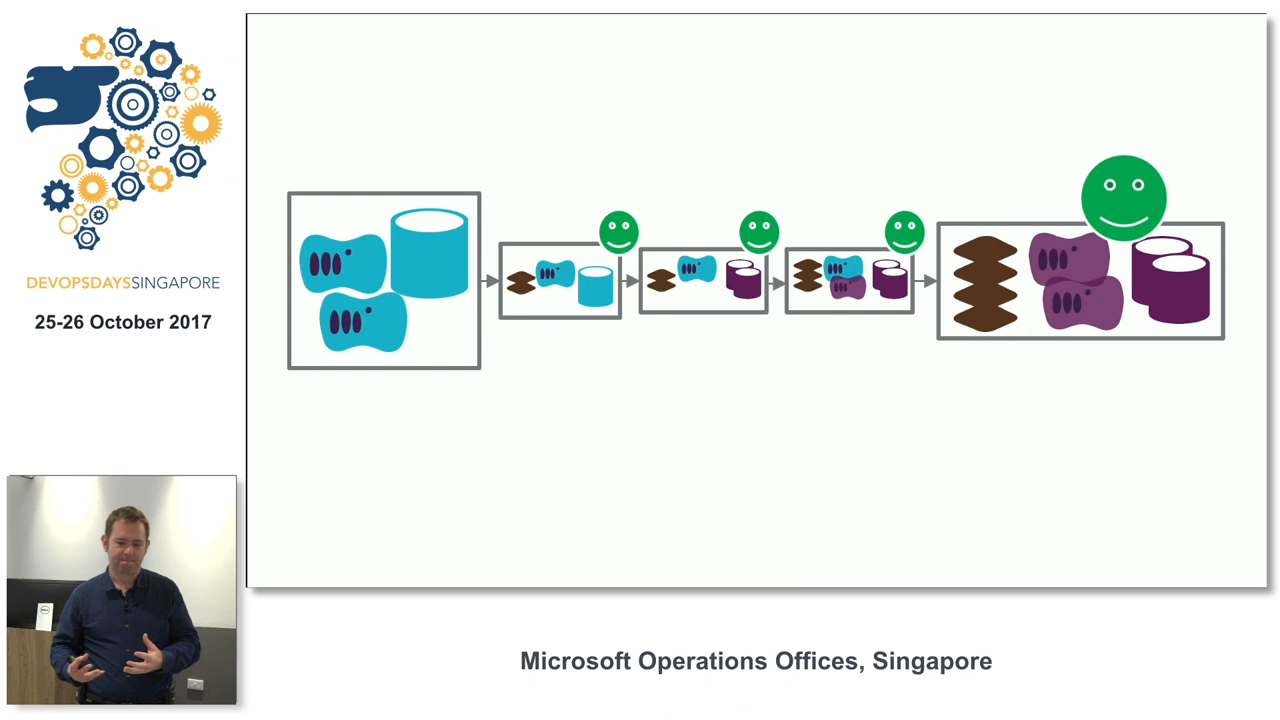 DEVOPSDAYSSINGAPORE
25-26 October 2017
Microsoft Operations Offices, Singapore